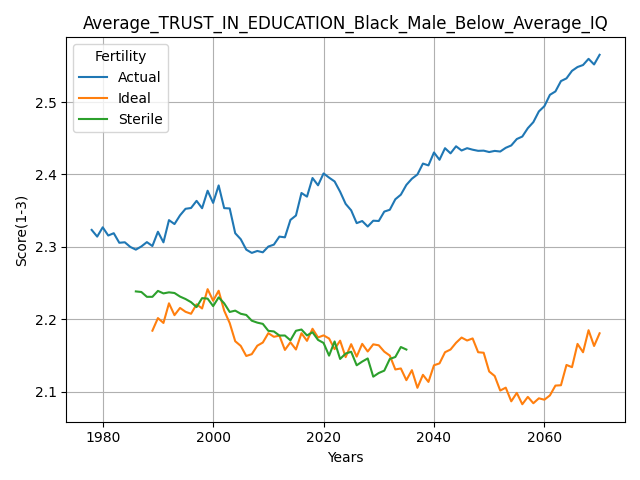 Average_TRUST_IN_EDUCATION_Black_Male_Below_Average_IQ
Fertility
Actual
Ideal
Sterile
Score(1-3)
2.5
2.4
2.3
2.2
2.1
1980 2000 2020 2040 2060
Years